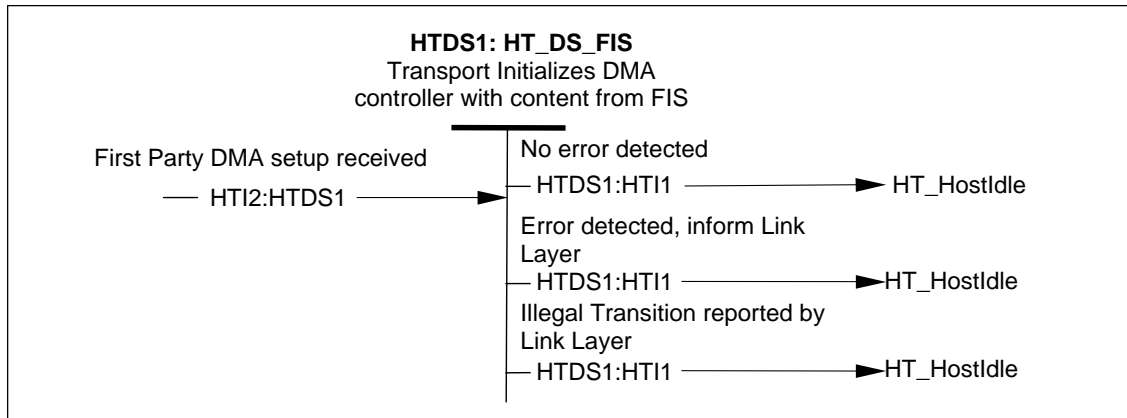 HTDS1: HT_DS_FIS
Transport Initializes DMA
controller with content from FIS
First Party DMA setup received
HTI2:HTDS1
No error detected
HTDS1:HTI1
HT_HostIdle
Error detected, inform Link
Layer
HTDS1:HTI1
HT_HostIdle
Illegal Transition reported by
Link Layer
HTDS1:HTI1
HT_HostIdle